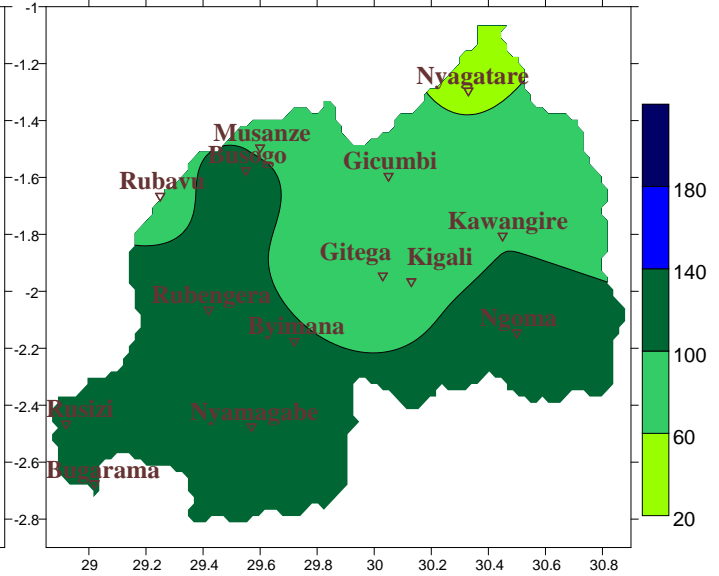 -1
-1.2
-1.4
-1.6
-1.8
-2
-2.2
-2.4
-2.6
-2.8
Nyagatare
Musanze
Busogo
Gicumbi
Rubavu
Kawangire
Gitega
Kigali
Rubengera
Byimana
Ngoma
Rusizi
Nyamagabe
Bugarama
180
140
100
60
20
29 29.2 29.4 29.6 29.8 30 30.2 30.4 30.6 30.8